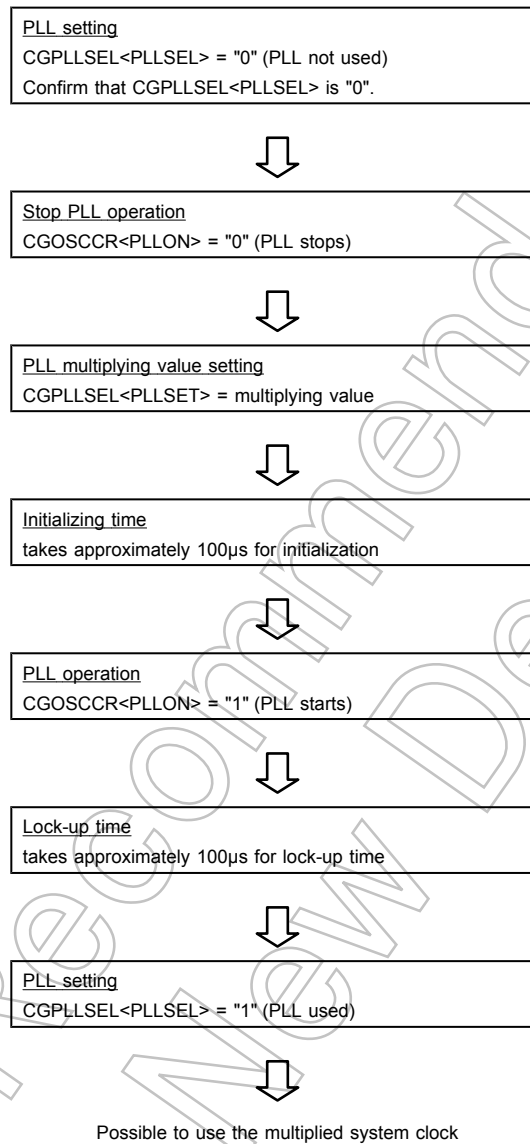 PLL setting
CGPLLSEL<PLLSEL> = "0" (PLL not used)
Confirm that CGPLLSEL<PLLSEL> is "0".
Stop PLL operation
CGOSCCR<PLLON> = "0" (PLL stops)
PLL multiplying value setting
CGPLLSEL<PLLSET> = multiplying value
Initializing time
takes approximately 100µs for initialization
PLL operation
CGOSCCR<PLLON> = "1" (PLL starts)
Lock-up time
takes approximately 100µs for lock-up time
PLL setting
CGPLLSEL<PLLSEL> = "1" (PLL used)
Possible to use the multiplied system clock
Recommend
New De